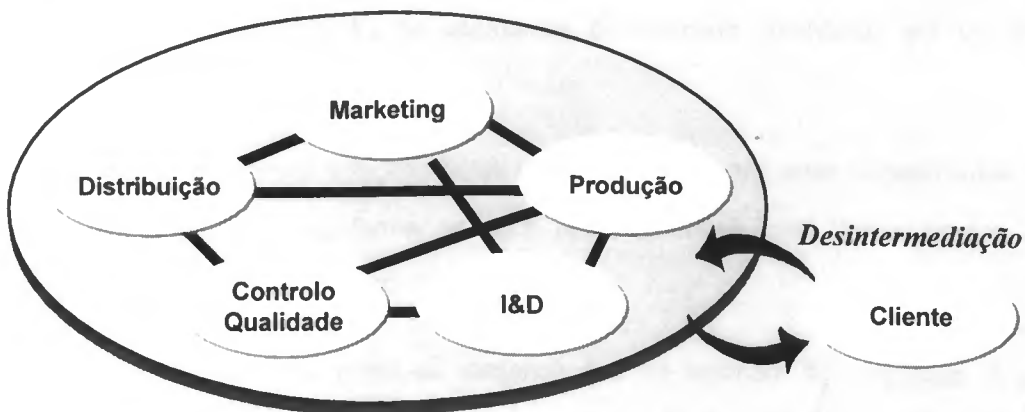 Marketing
Distribuição
Produção
Desintermediação
Controlo
Qualidade
I&D
Cliente